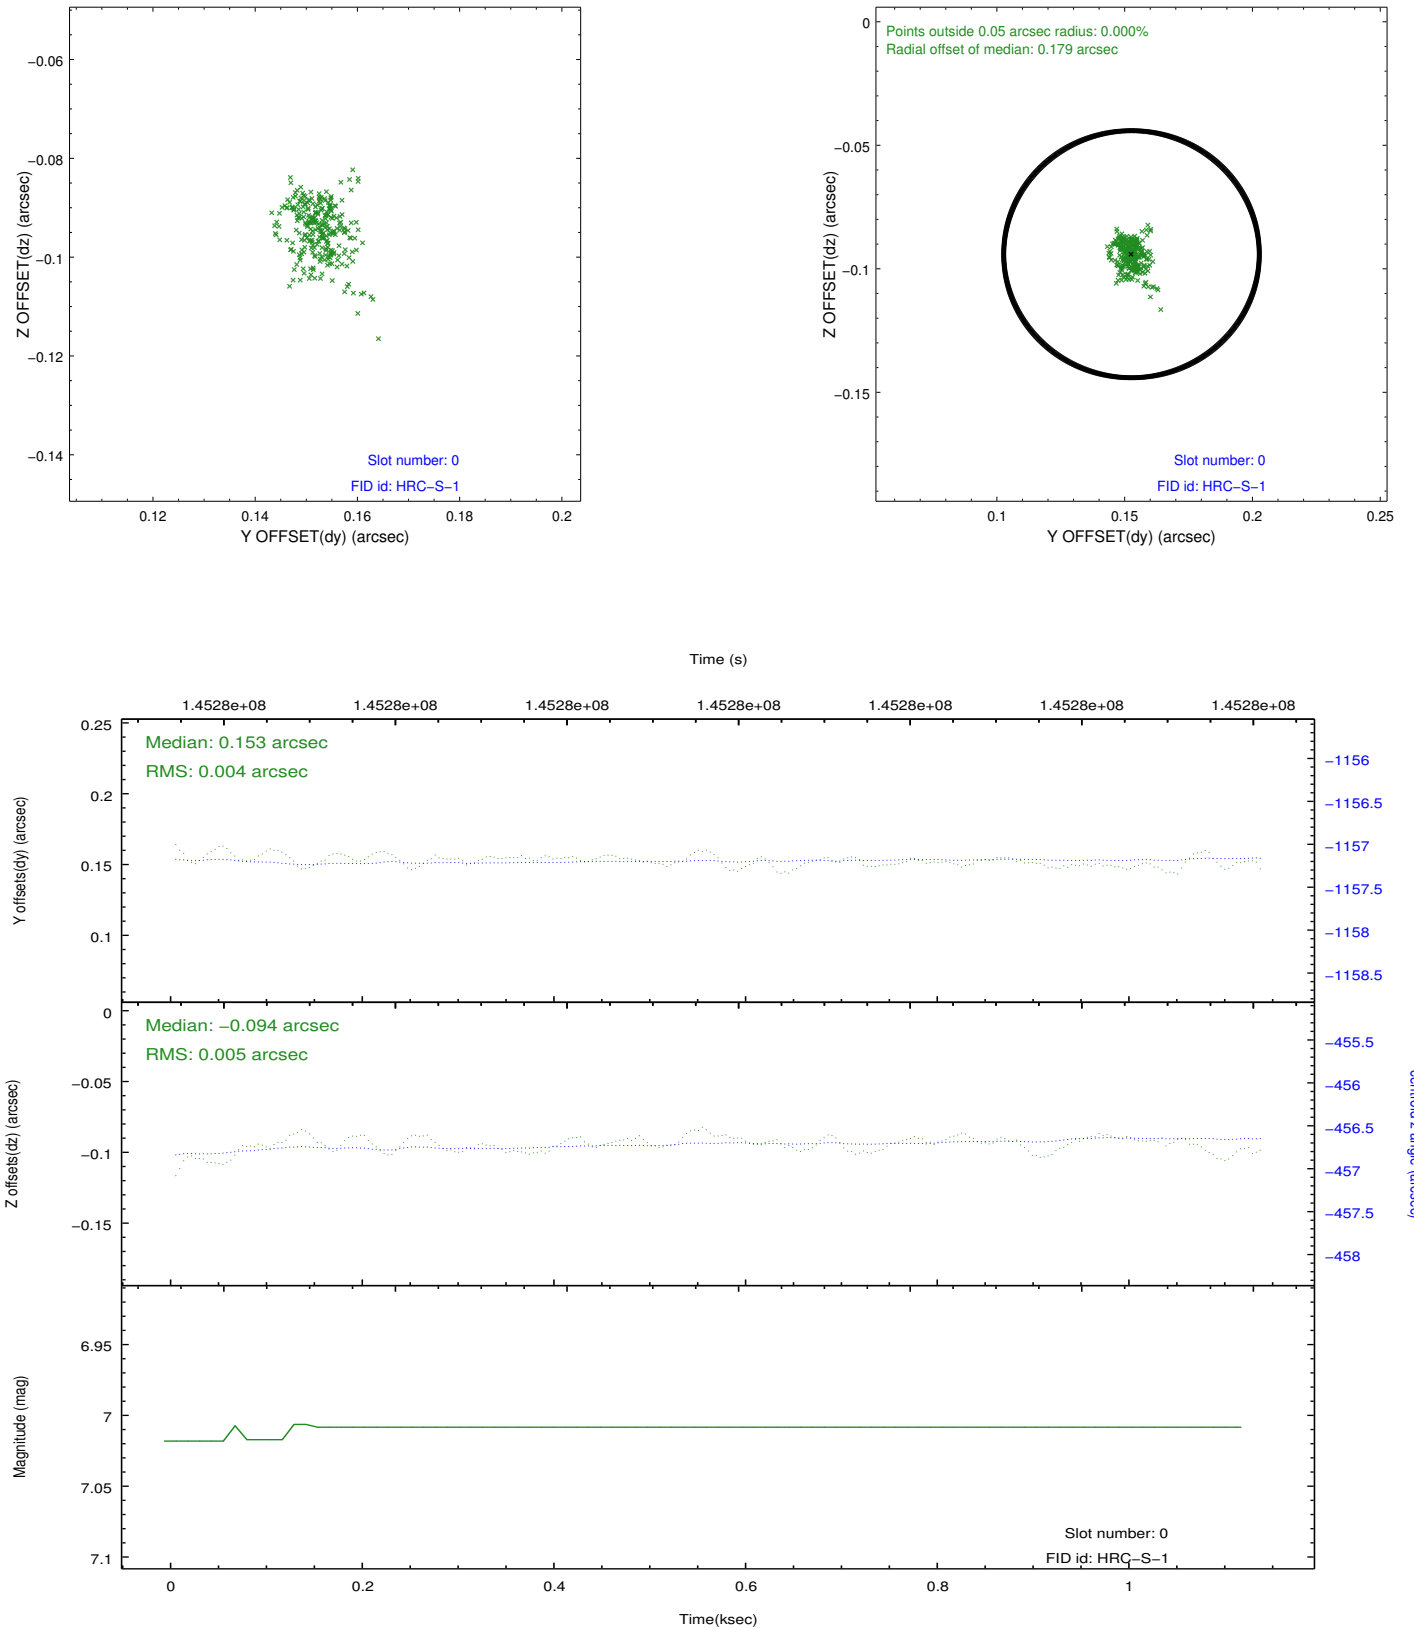 −0.06
−0.08
−0.1
−0.12
−0.14
Z OFFSET(dz) (arcsec)
Slot number: 0
FID id: HRC−S−1
0.12
0.14
0.16
0.18
0.2
Y OFFSET(dy) (arcsec)
Points outside 0.05 arcsec radius: 0.000%
Radial offset of median: 0.179 arcsec
0
−0.05
−0.1
−0.15
Z OFFSET(dz) (arcsec)
Slot number: 0
FID id: HRC−S−1
0.1
0.15
0.2
0.25
Y OFFSET(dy) (arcsec)
Time (s)
1.4528e+08
1.4528e+08
1.4528e+08
1.4528e+08
1.4528e+08
1.4528e+08
1.4528e+08
Median: 0.153 arcsec
RMS: 0.004 arcsec
0.25
0.2
0.15
0.1
Y offsets(dy) (arcsec)
−1156
−1156.5
−1157
−1157.5
−1158
−1158.5
Median: −0.094 arcsec
RMS: 0.005 arcsec
0
−0.05
−0.1
−0.15
Z offsets(dz) (arcsec)
−455.5
−456
−456.5
−457
−457.5
−458
6.95
7
7.05
7.1
Magnitude (mag)
Slot number: 0
FID id: HRC−S−1
0
0.2
0.4
0.6
0.8
1
Time(ksec)